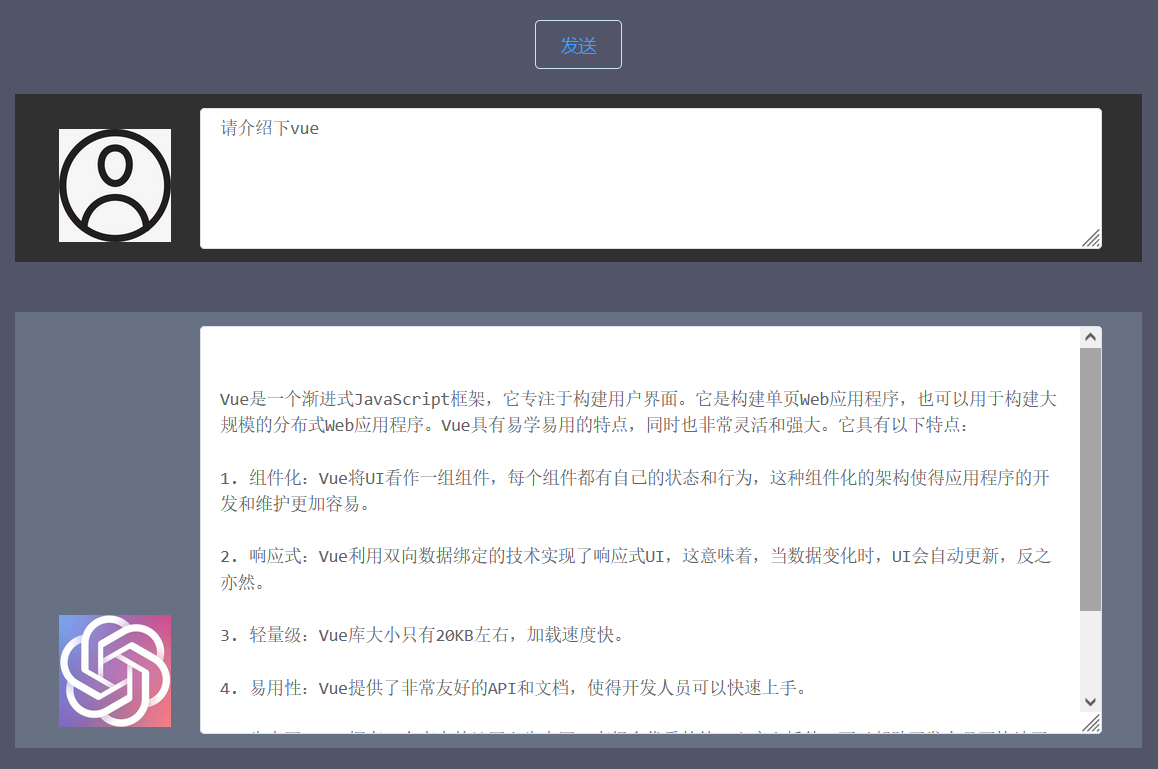 发送
请介绍下vue
Vue是一个渐进式JavaScript框架，它专注于构建用户界面。它是构建单页Web应用程序，也可以用于构建大
规模的分布式Web应用程序。Vue具有易学易用的特点，同时也非常灵活和强大。它具有以下特点：
1. 组件化：Vue将UI看作一组组件，每个组件都有自己的状态和行为，这种组件化的架构使得应用程序的开
发和维护更加容易。
2. 响应式：Vue利用双向数据绑定的技术实现了响应式UI，这意味着，当数据变化时，UI会自动更新，反之
亦然。
3. 轻量级：Vue库大小只有20KB左右，加载速度快。
4. 易用性：Vue提供了非常友好的API和文档，使得开发人员可以快速上手。